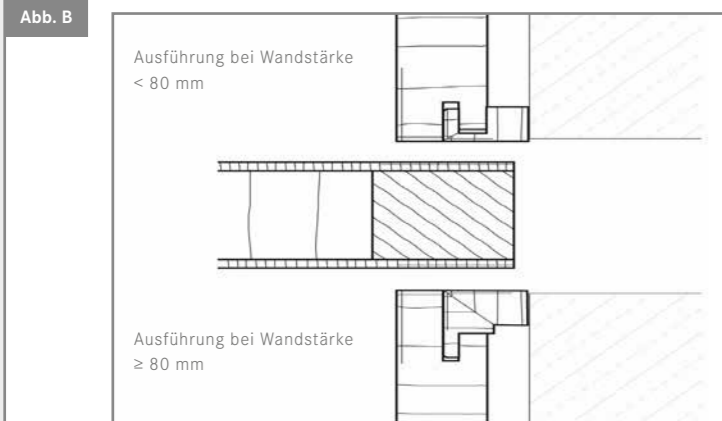 Abb. B
Ausführung bei Wandstärke
< 80 mm
Ausführung bei Wandstärke
≥ 80 mm